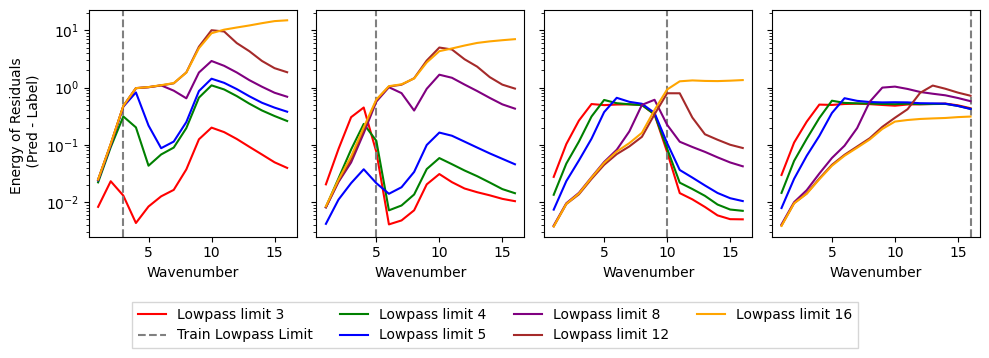 Energy of Residuals
(Pred - Label)
10¹
10⁰
10⁻¹
10⁻²
5 10 15
5 10 15
5 10 15
5 10 15
Wavenumber Wavenumber Wavenumber Wavenumber
Lowpass limit 3 Lowpass limit 4 Lowpass limit 8 Lowpass limit 16
Train Lowpass Limit Lowpass limit 5 Lowpass limit 12